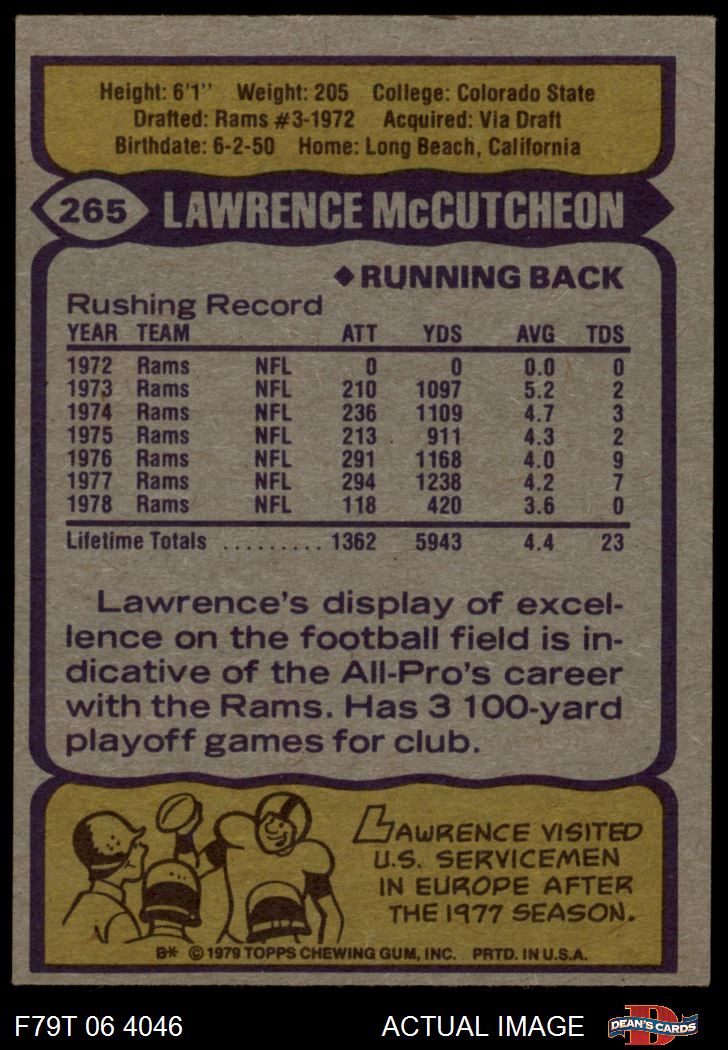 Height: 6'1" Weight: 205 College: Colorado State
Drafted: Rams #3-1972 Acquired: Via Draft
Birthdate: 6-2-50 Home: Long Beach, California
265 LAWRENCE McCUTCHEON
◆RUNNING BACK
Rushing Record
YEAR TEAM ATT YDS AVG TDS
1972 Rams NFL 0 0 0.0 0
1973 Rams NFL 210 1097 5.2 2
1974 Rams NFL 236 1109 4.7 3
1975 Rams NFL 213 911 4.3 2
1976 Rams NFL 291 1168 4.0 9
1977 Rams NFL 294 1238 4.2 7
1978 Rams NFL 118 420 3.6 0
Lifetime Totals ......... 1362 5943 4.4 23
Lawrence's display of excel-
lence on the football field is in-
dicative of the All-Pro's career
with the Rams. Has 3 100-yard
playoff games for club.
LAWRENCE VISITED
U.S. SERVICEMEN
IN EUROPE AFTER
THE 1977 SEASON.
B* © 1979 TOPPS CHEWING GUM, INC. PRTD. IN U.S.A.
F79T 06 4046 ACTUAL IMAGE D DEAN'S CARDS